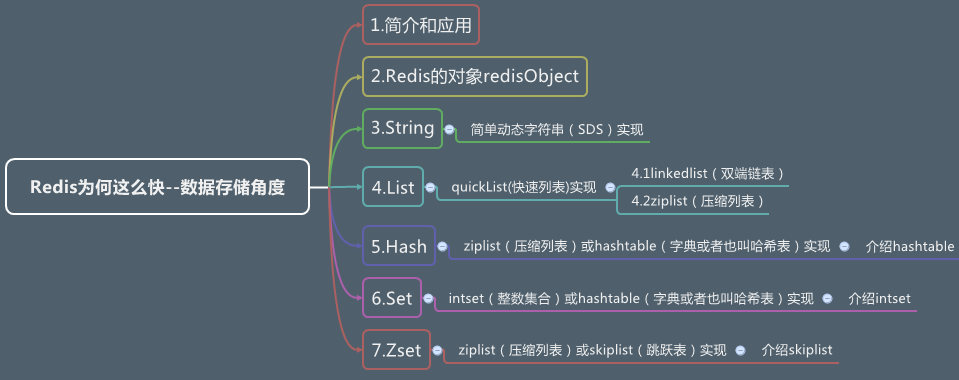 Redis为何这么快--数据存储角度
1.简介和应用
2.Redis的对象redisObject
3.String
简单动态字符串（SDS）实现
4.List
quickList(快速列表)实现
4.1linkedlist（双端链表）
4.2ziplist（压缩列表）
5.Hash
ziplist（压缩列表）或hashtable（字典或者也叫哈希表）实现
介绍hashtable
6.Set
intset（整数集合）或hashtable（字典或者也叫哈希表）实现
介绍intset
7.Zset
ziplist（压缩列表）或skiplist（跳跃表）实现
介绍skiplist